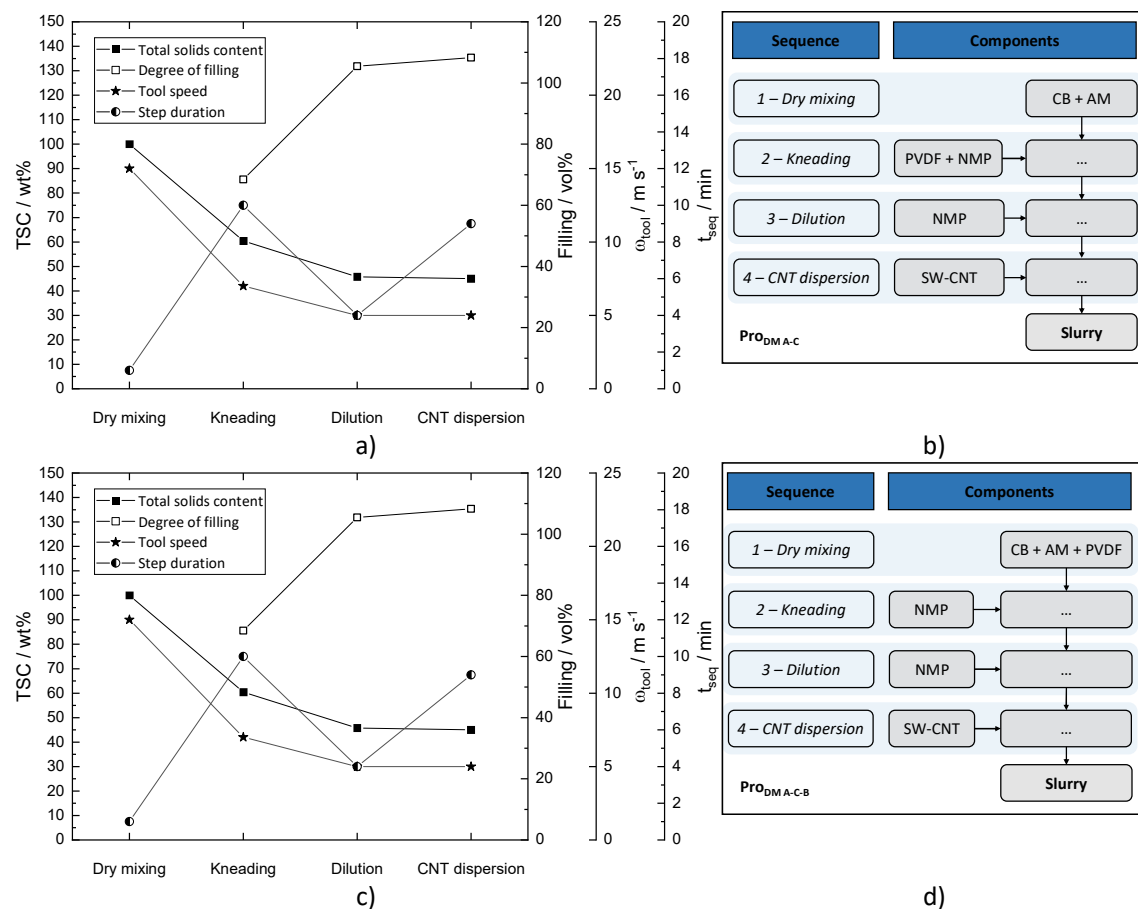 150
140
130
120
110
100
90
80
70
60
50
40
30
20
10
0
TSC / wt%
Total solids content
Degree of filling
Tool speed
Step duration
Dry mixing
Kneading
Dilution
CNT dispersion
120
100
80
60
40
20
0
Filling / vol%
25
20
15
10
5
0
ω_tool / m s⁻¹
20
18
16
14
12
10
8
6
4
2
0
t_seq / min
a)
Sequence Components
1 – Dry mixing CB + AM
2 – Kneading PVDF + NMP ...
3 – Dilution NMP ...
4 – CNT dispersion SW-CNT ...
Slurry
Pro_DM A-C
b)
150
140
130
120
110
100
90
80
70
60
50
40
30
20
10
0
TSC / wt%
Total solids content
Degree of filling
Tool speed
Step duration
Dry mixing
Kneading
Dilution
CNT dispersion
120
100
80
60
40
20
0
Filling / vol%
25
20
15
10
5
0
ω_tool / m s⁻¹
20
18
16
14
12
10
8
6
4
2
0
t_seq / min
c)
Sequence Components
1 – Dry mixing CB + AM + PVDF
2 – Kneading NMP ...
3 – Dilution NMP ...
4 – CNT dispersion SW-CNT ...
Slurry
Pro_DM A-C-B
d)